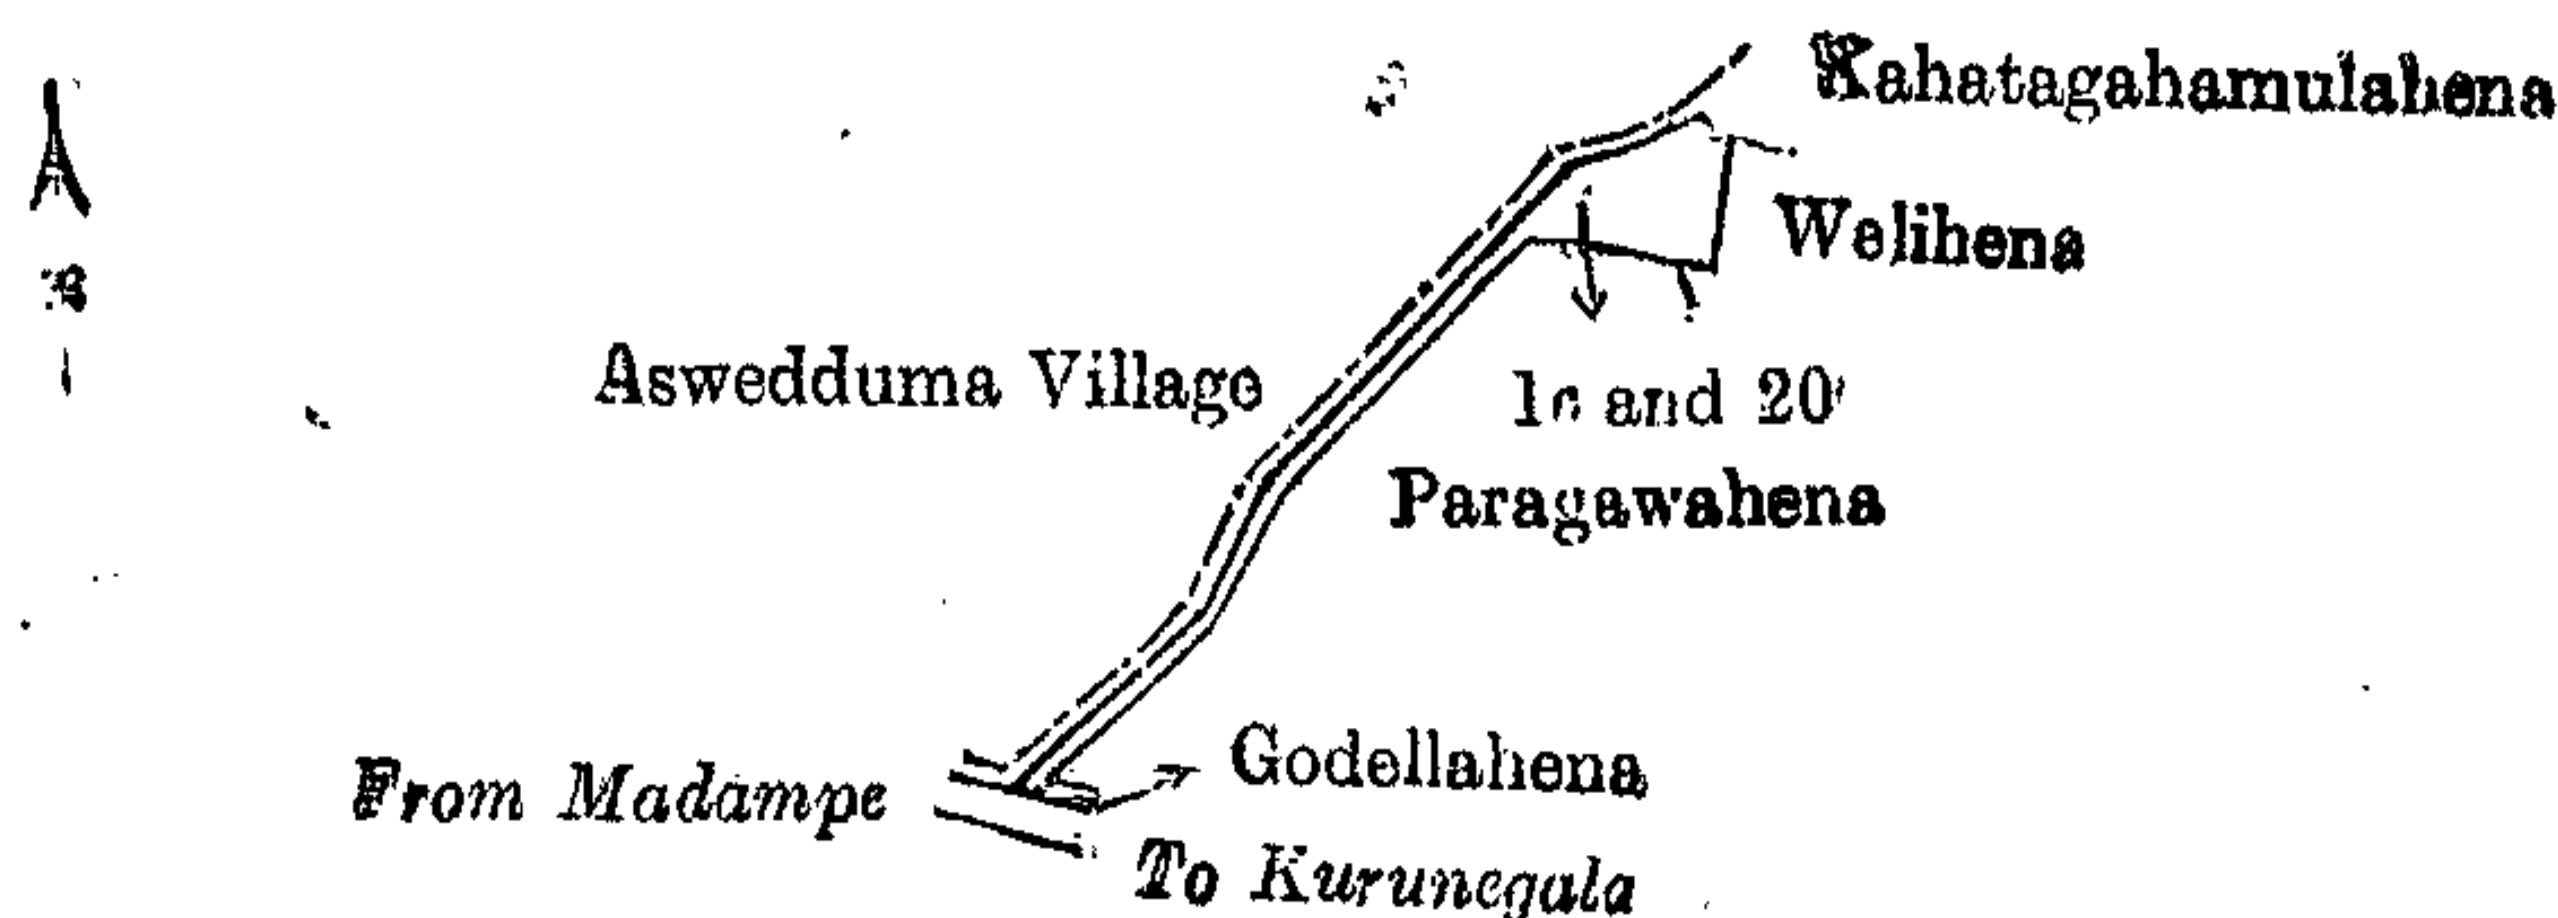 Kahatagahamulahena
Welihena
Aswedduma Village
and 20
Paragawahena
Godellahena
From Madampe
To Kurunegala